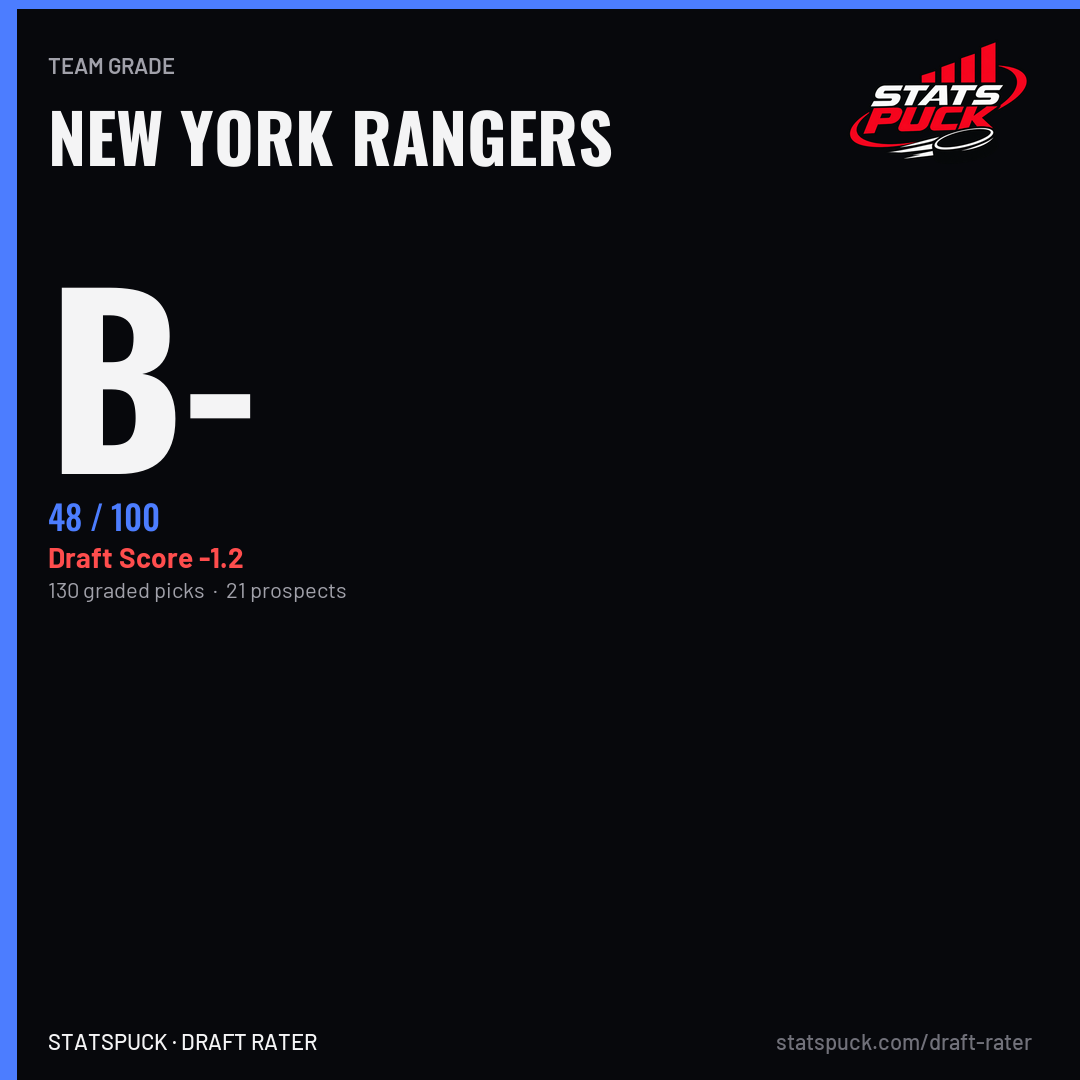 TEAM GRADE
NEW YORK RANGERS
STATS
PUCK
B-
48 / 100
Draft Score -1.2
130 graded picks · 21 prospects
STATSPUCK · DRAFT RATER
statspuck.com/draft-rater